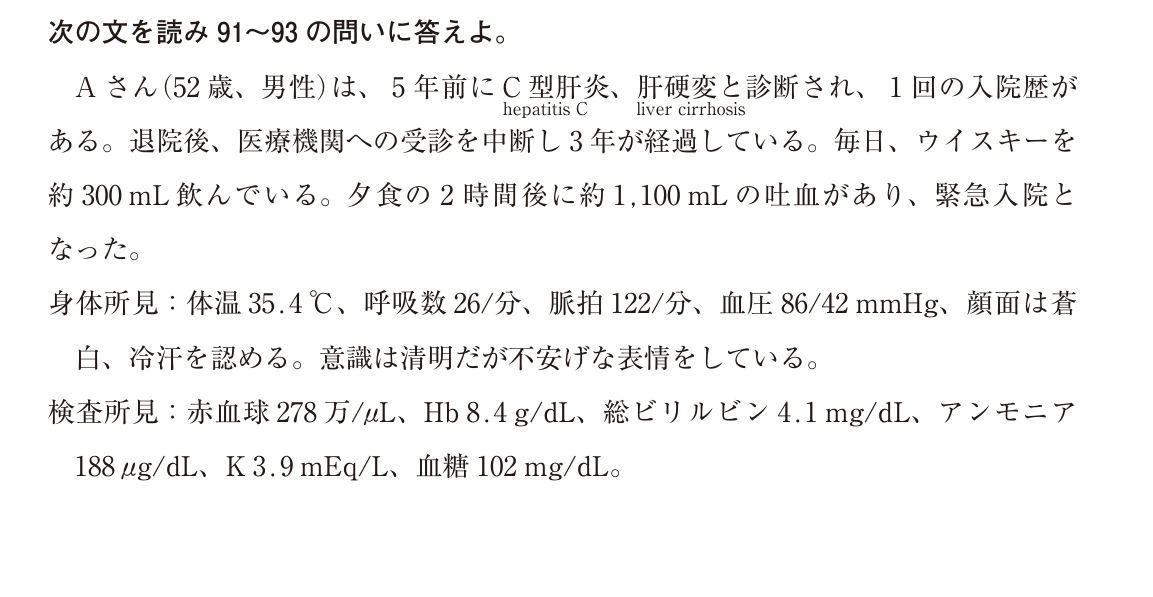 次の文を読み 91〜93 の問いに答えよ。
A さん(52 歳、男性)は、5 年前に C 型肝炎、肝硬変と診断され、1 回の入院歴が
hepatitis C liver cirrhosis
ある。退院後、医療機関への受診を中断し 3 年が経過している。毎日、ウイスキーを
約 300 mL 飲んでいる。夕食の 2 時間後に約 1,100 mL の吐血があり、緊急入院と
なった。
身体所見：体温 35.4 ℃、呼吸数 26/分、脈拍 122/分、血圧 86/42 mmHg、顔面は蒼
白、冷汗を認める。意識は清明だが不安げな表情をしている。
検査所見：赤血球 278 万/μL、Hb 8.4 g/dL、総ビリルビン 4.1 mg/dL、アンモニア
188 μg/dL、K 3.9 mEq/L、血糖 102 mg/dL。